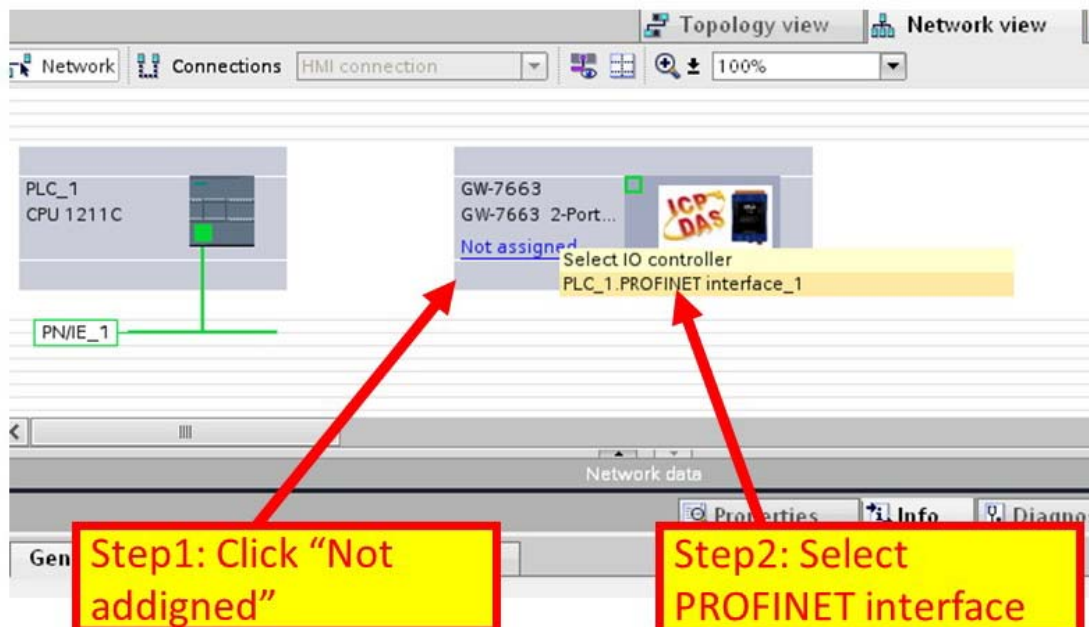 Topology view
Network view
Network
Connections
HMI connection
100%
PLC_1
CPU 1211C
GW-7663
GW-7663 2-Port...
ICP
DAS
Not assigned
Select IO controller
PLC_1.PROFINET interface_1
PN/IE_1
Network data
Properties
Info
Diagno
Gen
Step1: Click “Not
addigned”
Step2: Select
PROFINET interface